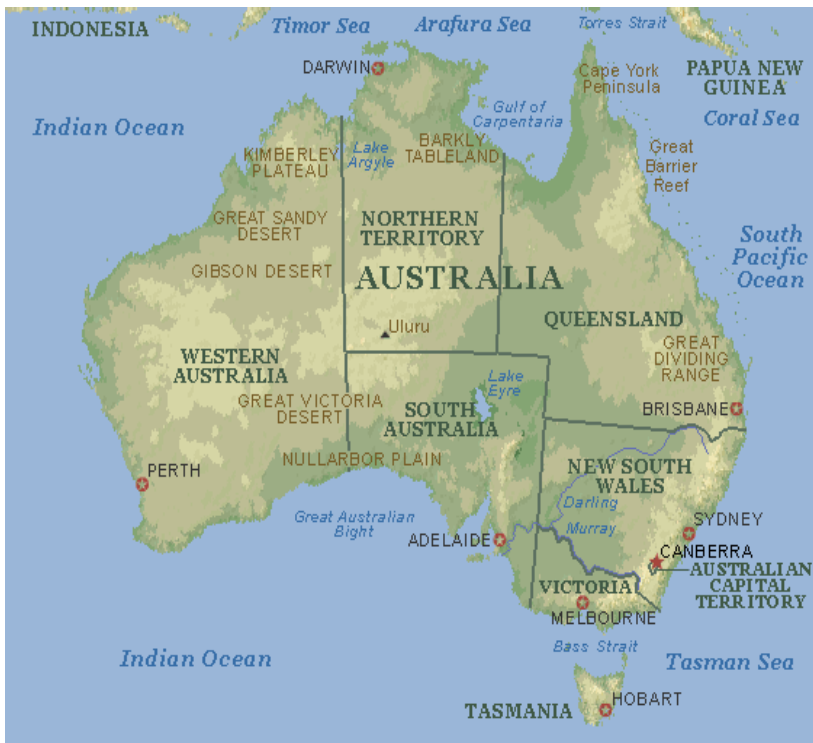 INDONESIA
Timor Sea
Arafura Sea
Torres Strait
DARWIN
Cape York
Peninsula
PAPUA NEW
GUINEA
Indian Ocean
Gulf of
Carpentaria
Coral Sea
KIMBERLEY
PLATEAU
Lake
Argyle
BARKLY
TABLELAND
Great
Barrier
Reef
GREAT SANDY
DESERT
NORTHERN
TERRITORY
South
Pacific
Ocean
GIBSON DESERT
AUSTRALIA
Uluru
QUEENSLAND
GREAT
DIVIDING
RANGE
WESTERN
AUSTRALIA
Lake
Eyre
GREAT VICTORIA
DESERT
SOUTH
AUSTRALIA
BRISBANE
NULLARBOR PLAIN
PERTH
NEW SOUTH
WALES
Darling
Great Australian
Bight
Murray
SYDNEY
ADELAIDE
CANBERRA
AUSTRALIAN
CAPITAL
TERRITORY
VICTORIA
MELBOURNE
Bass Strait
Indian Ocean
Tasman Sea
TASMANIA
HOBART